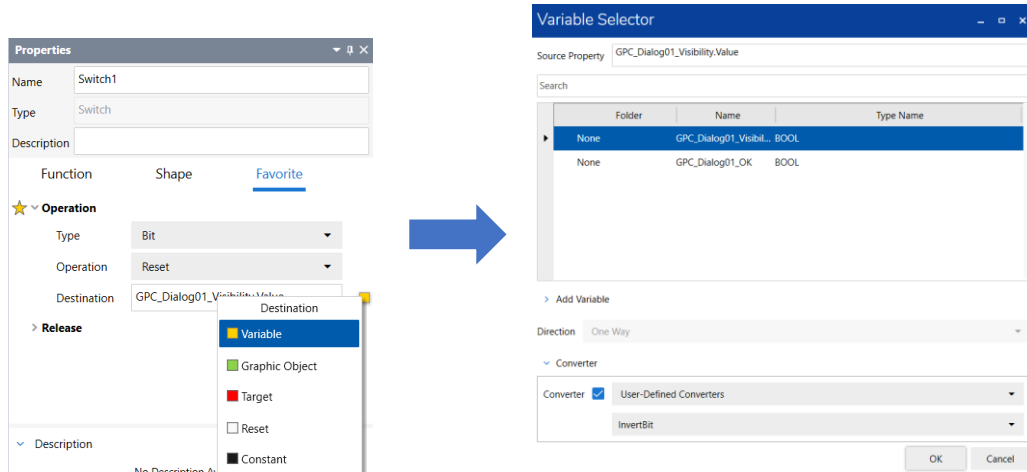 Properties
Name Switch1
Type Switch
Description
Function Shape Favorite
Operation
Type Bit
Operation Reset
Destination GPC_Dialog01_Visibility.Value
Release
Destination
Variable
Graphic Object
Target
Reset
Constant
Description
No Description
Variable Selector
Source Property GPC_Dialog01_Visibility.Value
Search
Folder Name Type Name
None GPC_Dialog01_Visibil... BOOL
None GPC_Dialog01_OK BOOL
Add Variable
Direction One Way
Converter
Converter User-Defined Converters
InvertBit
OK Cancel